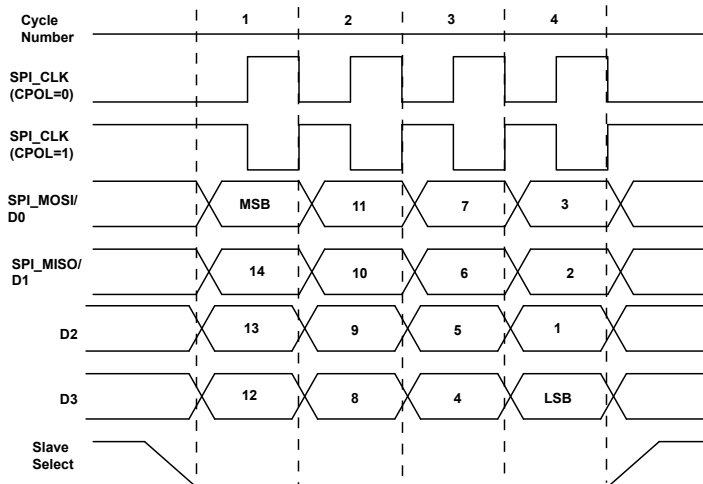 Cycle
Number
1 2 3 4
SPI_CLK
(CPOL=0)
SPI_CLK
(CPOL=1)
SPI_MOSI/
D0
MSB 11 7 3
SPI_MISO/
D1
14 10 6 2
D2 13 9 5 1
D3 12 8 4 LSB
Slave
Select